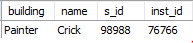 building name s_id inst_id
Painter Crick 98988 76766